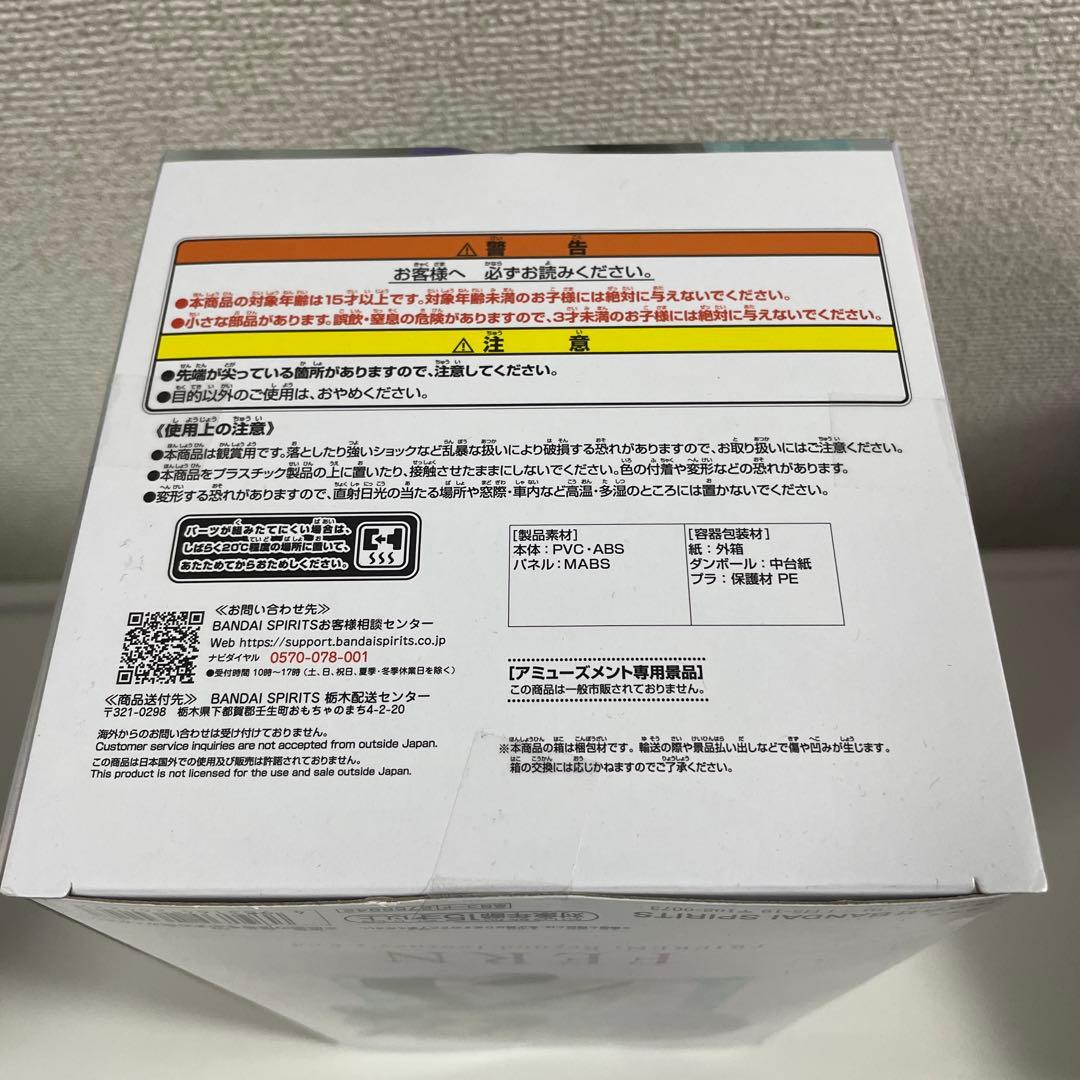 ⚠警告
お客様へ 必ずお読みください。
●本商品の対象年齢は15才以上です。対象年齢未満のお子様には絶対に与えないでください。
●小さな部品があります。誤飲・窒息の危険がありますので、3才未満のお子様には絶対に与えないでください。
⚠注意
●先端が尖っている箇所がありますので、注意してください。
●目的以外のご使用は、おやめください。
《使用上の注意》
●本商品は観賞用です。落としたり強いショックなど乱暴な扱いにより破損する恐れがありますので、お取り扱いにはご注意ください。
●本商品をプラスチック製品の上に置いたり、接触させたままにしないでください。色の付着や変形などの恐れがあります。
●変形する恐れがありますので、直射日光の当たる場所や窓際・車内など高温・多湿のところには置かないでください。
パーツが組みたてにくい場合は、
しばらく20℃程度の場所に置いて、
あたためてからおためしください。
[製品素材]
本体：PVC・ABS
パネル：MABS
[容器包装材]
紙：外箱
ダンボール：中台紙
プラ：保護材 PE
≪お問い合わせ先≫
BANDAI SPIRITSお客様相談センター
Web https://support.bandaispirits.co.jp
ナビダイヤル 0570-078-001
●受付時間 10時〜17時（土、日、祝日、夏季・冬季休業日を除く）
≪商品送付先≫ BANDAI SPIRITS 栃木配送センター
〒321-0298 栃木県下都賀郡壬生町おもちゃのまち4-2-20
海外からのお問い合わせは受け付けておりません。
Customer service inquiries are not accepted from outside Japan.
この商品は日本国外での使用及び販売は許諾されておりません。
This product is not licensed for the use and sale outside Japan.
[アミューズメント専用景品]
この商品は一般市販されておりません。
※本商品の箱は梱包材です。輸送の際や景品払い出しなどで傷や凹みが生じます。
箱の交換には応じかねますのでご了承ください。
対象年齢15才以上
BANDAI SPIRITS
FERN